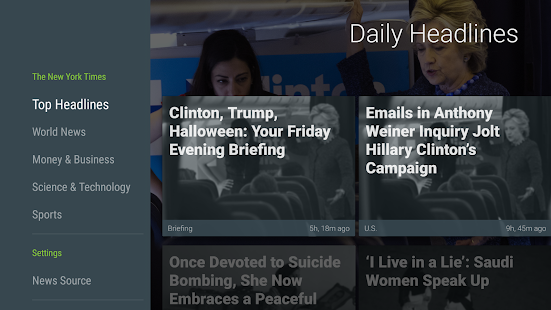 Daily Headlines
The New York Times
Top Headlines
World News
Money & Business
Science & Technology
Sports
Settings
News Source
Clinton, Trump,
Halloween: Your Friday
Evening Briefing
Briefing
5h, 18m ago
Emails in Anthony
Weiner Inquiry Jolt
Hillary Clinton's
Campaign
U.S.
9h, 45m ago
Once Devoted to Suicide
Bombing, She Now
Embraces a Peaceful
‘I Live in a Lie’: Saudi
Women Speak Up